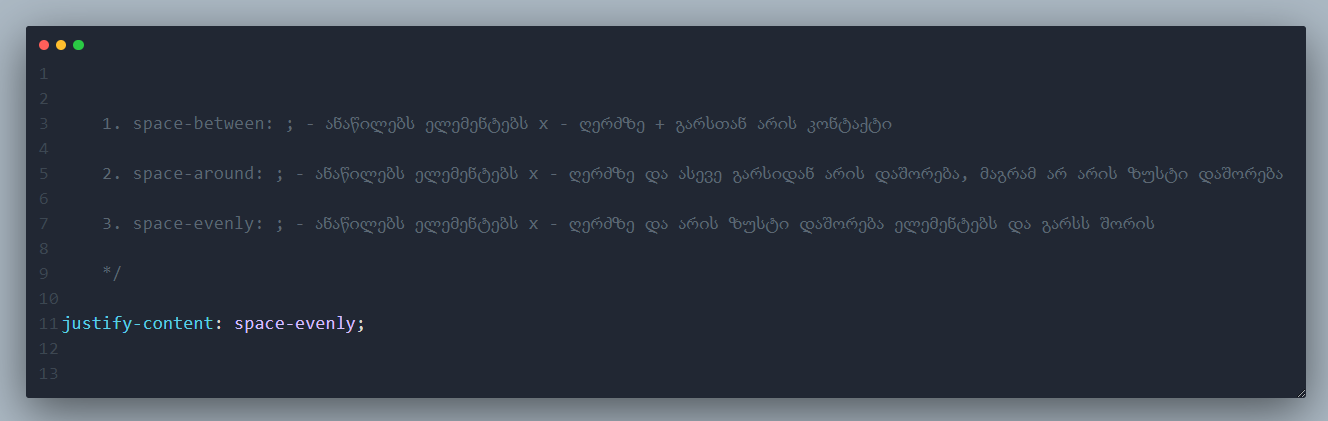 1
2
3 1. space-between: ; - ანაწილებს ელემენტებს x - ღერძზე + გარსთან არის კონტაქტი
4
5 2. space-around: ; - ანაწილებს ელემენტებს x - ღერძზე და ასევე გარსიდან არის დაშორება, მაგრამ არ არის ზუსტი დაშორება
6
7 3. space-evenly: ; - ანაწილებს ელემენტებს x - ღერძზე და არის ზუსტი დაშორება ელემენტებს და გარსს შორის
8
9 */
10
11 justify-content: space-evenly;
12
13